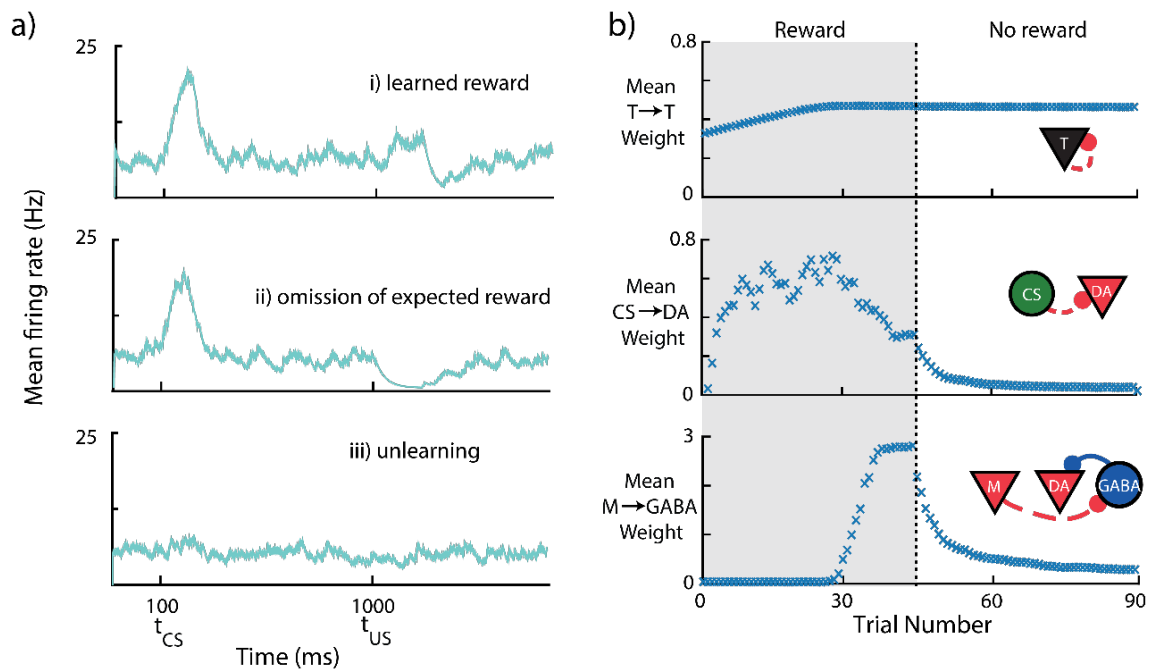 a)
25
i) learned reward
25
ii) omission of expected reward
25
iii) unlearning
Mean firing rate (Hz)
100
1000
tCS
tUS
Time (ms)
b)
Reward
No reward
0.8
Mean
T→T
Weight
0
T
0.8
Mean
CS→DA
Weight
0
CS
DA
3
Mean
M→GABA
Weight
0
M
DA
GABA
0
30
60
90
Trial Number